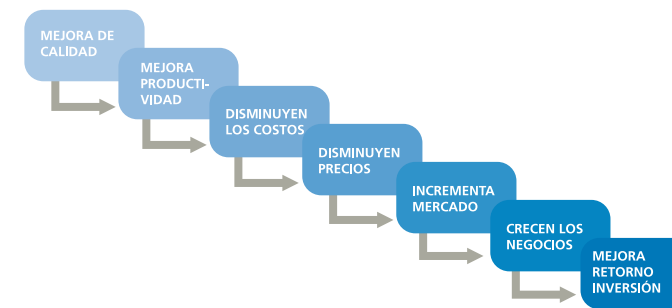 MEJORA DE
CALIDAD
MEJORA
PRODUCTI-
VIDAD
DISMINUYEN
LOS COSTOS
DISMINUYEN
PRECIOS
INCREMENTA
MERCADO
CRECEN LOS
NEGOCIOS
MEJORA
RETORNO
INVERSIÓN